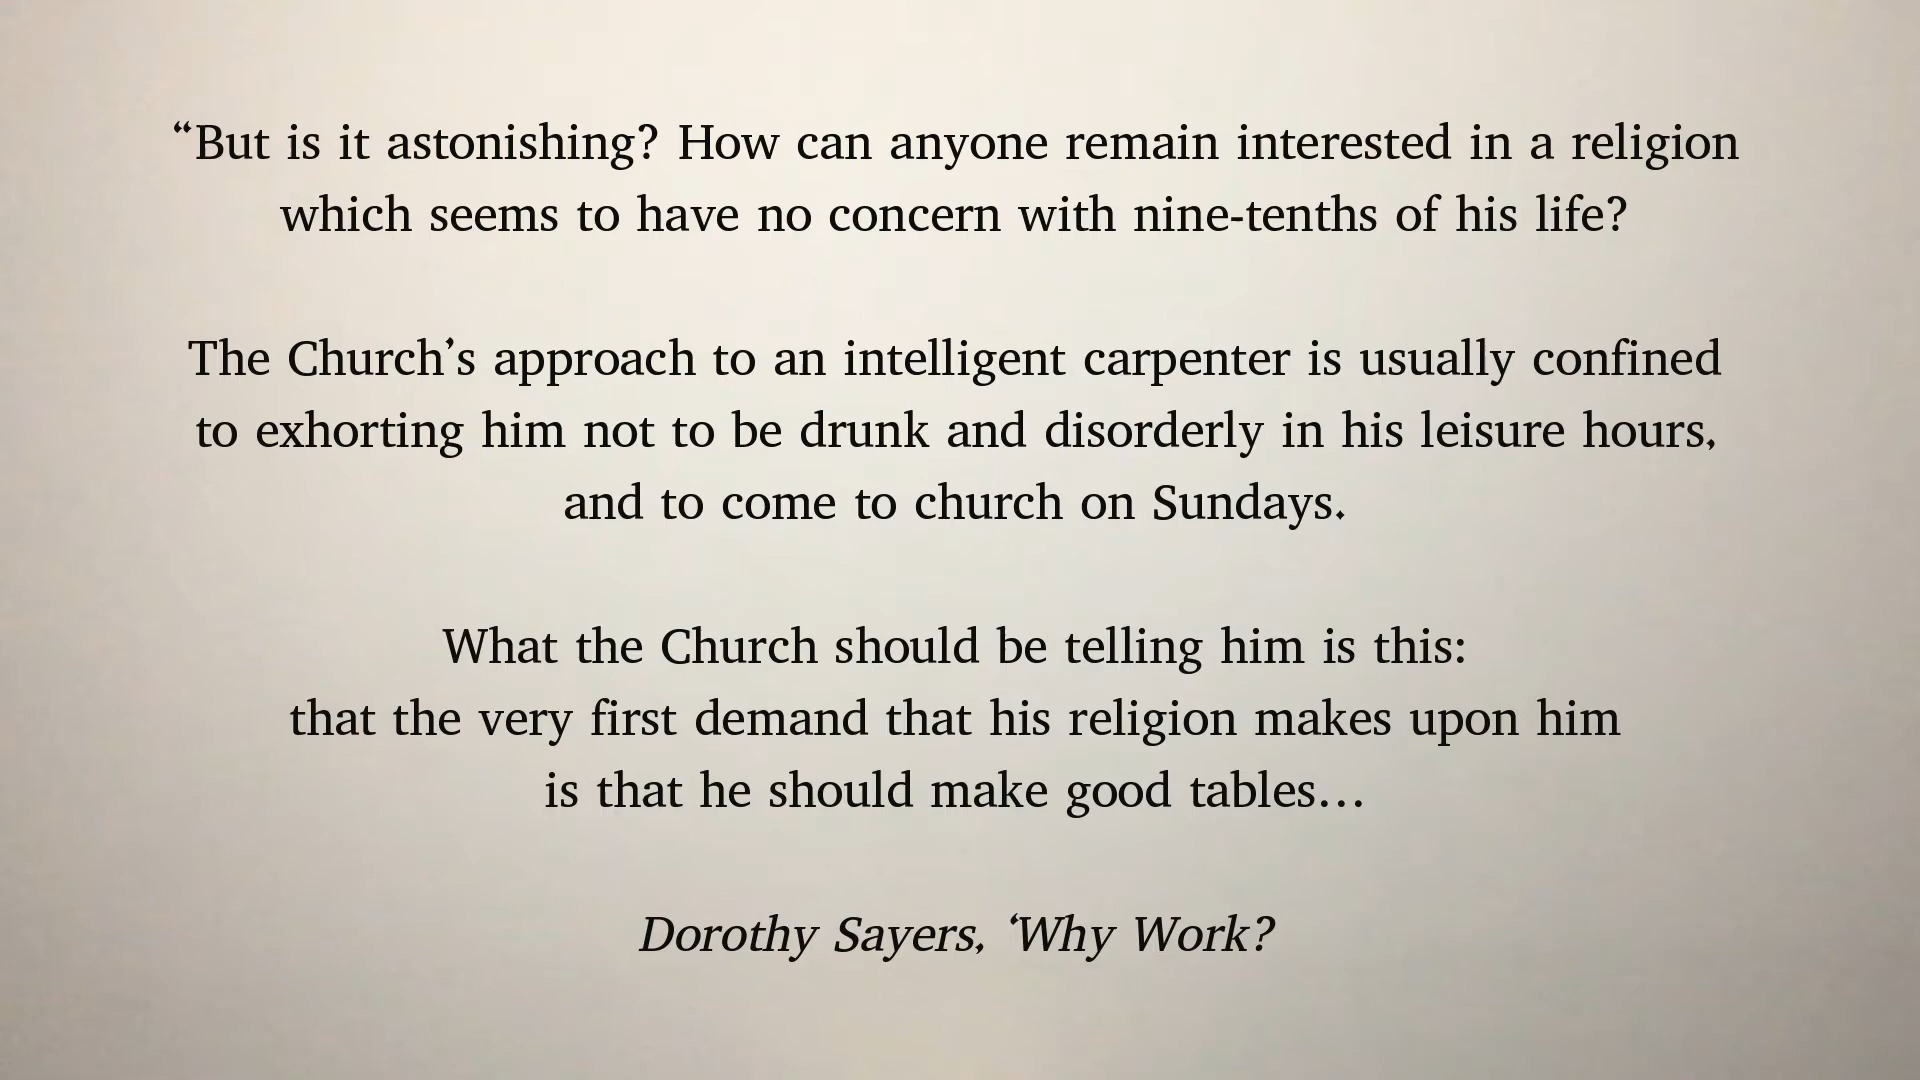 “But is it astonishing? How can anyone remain interested in a religion
which seems to have no concern with nine-tenths of his life?
The Church’s approach to an intelligent carpenter is usually confined
to exhorting him not to be drunk and disorderly in his leisure hours,
and to come to church on Sundays.
What the Church should be telling him is this:
that the very first demand that his religion makes upon him
is that he should make good tables…
Dorothy Sayers, ‘Why Work?